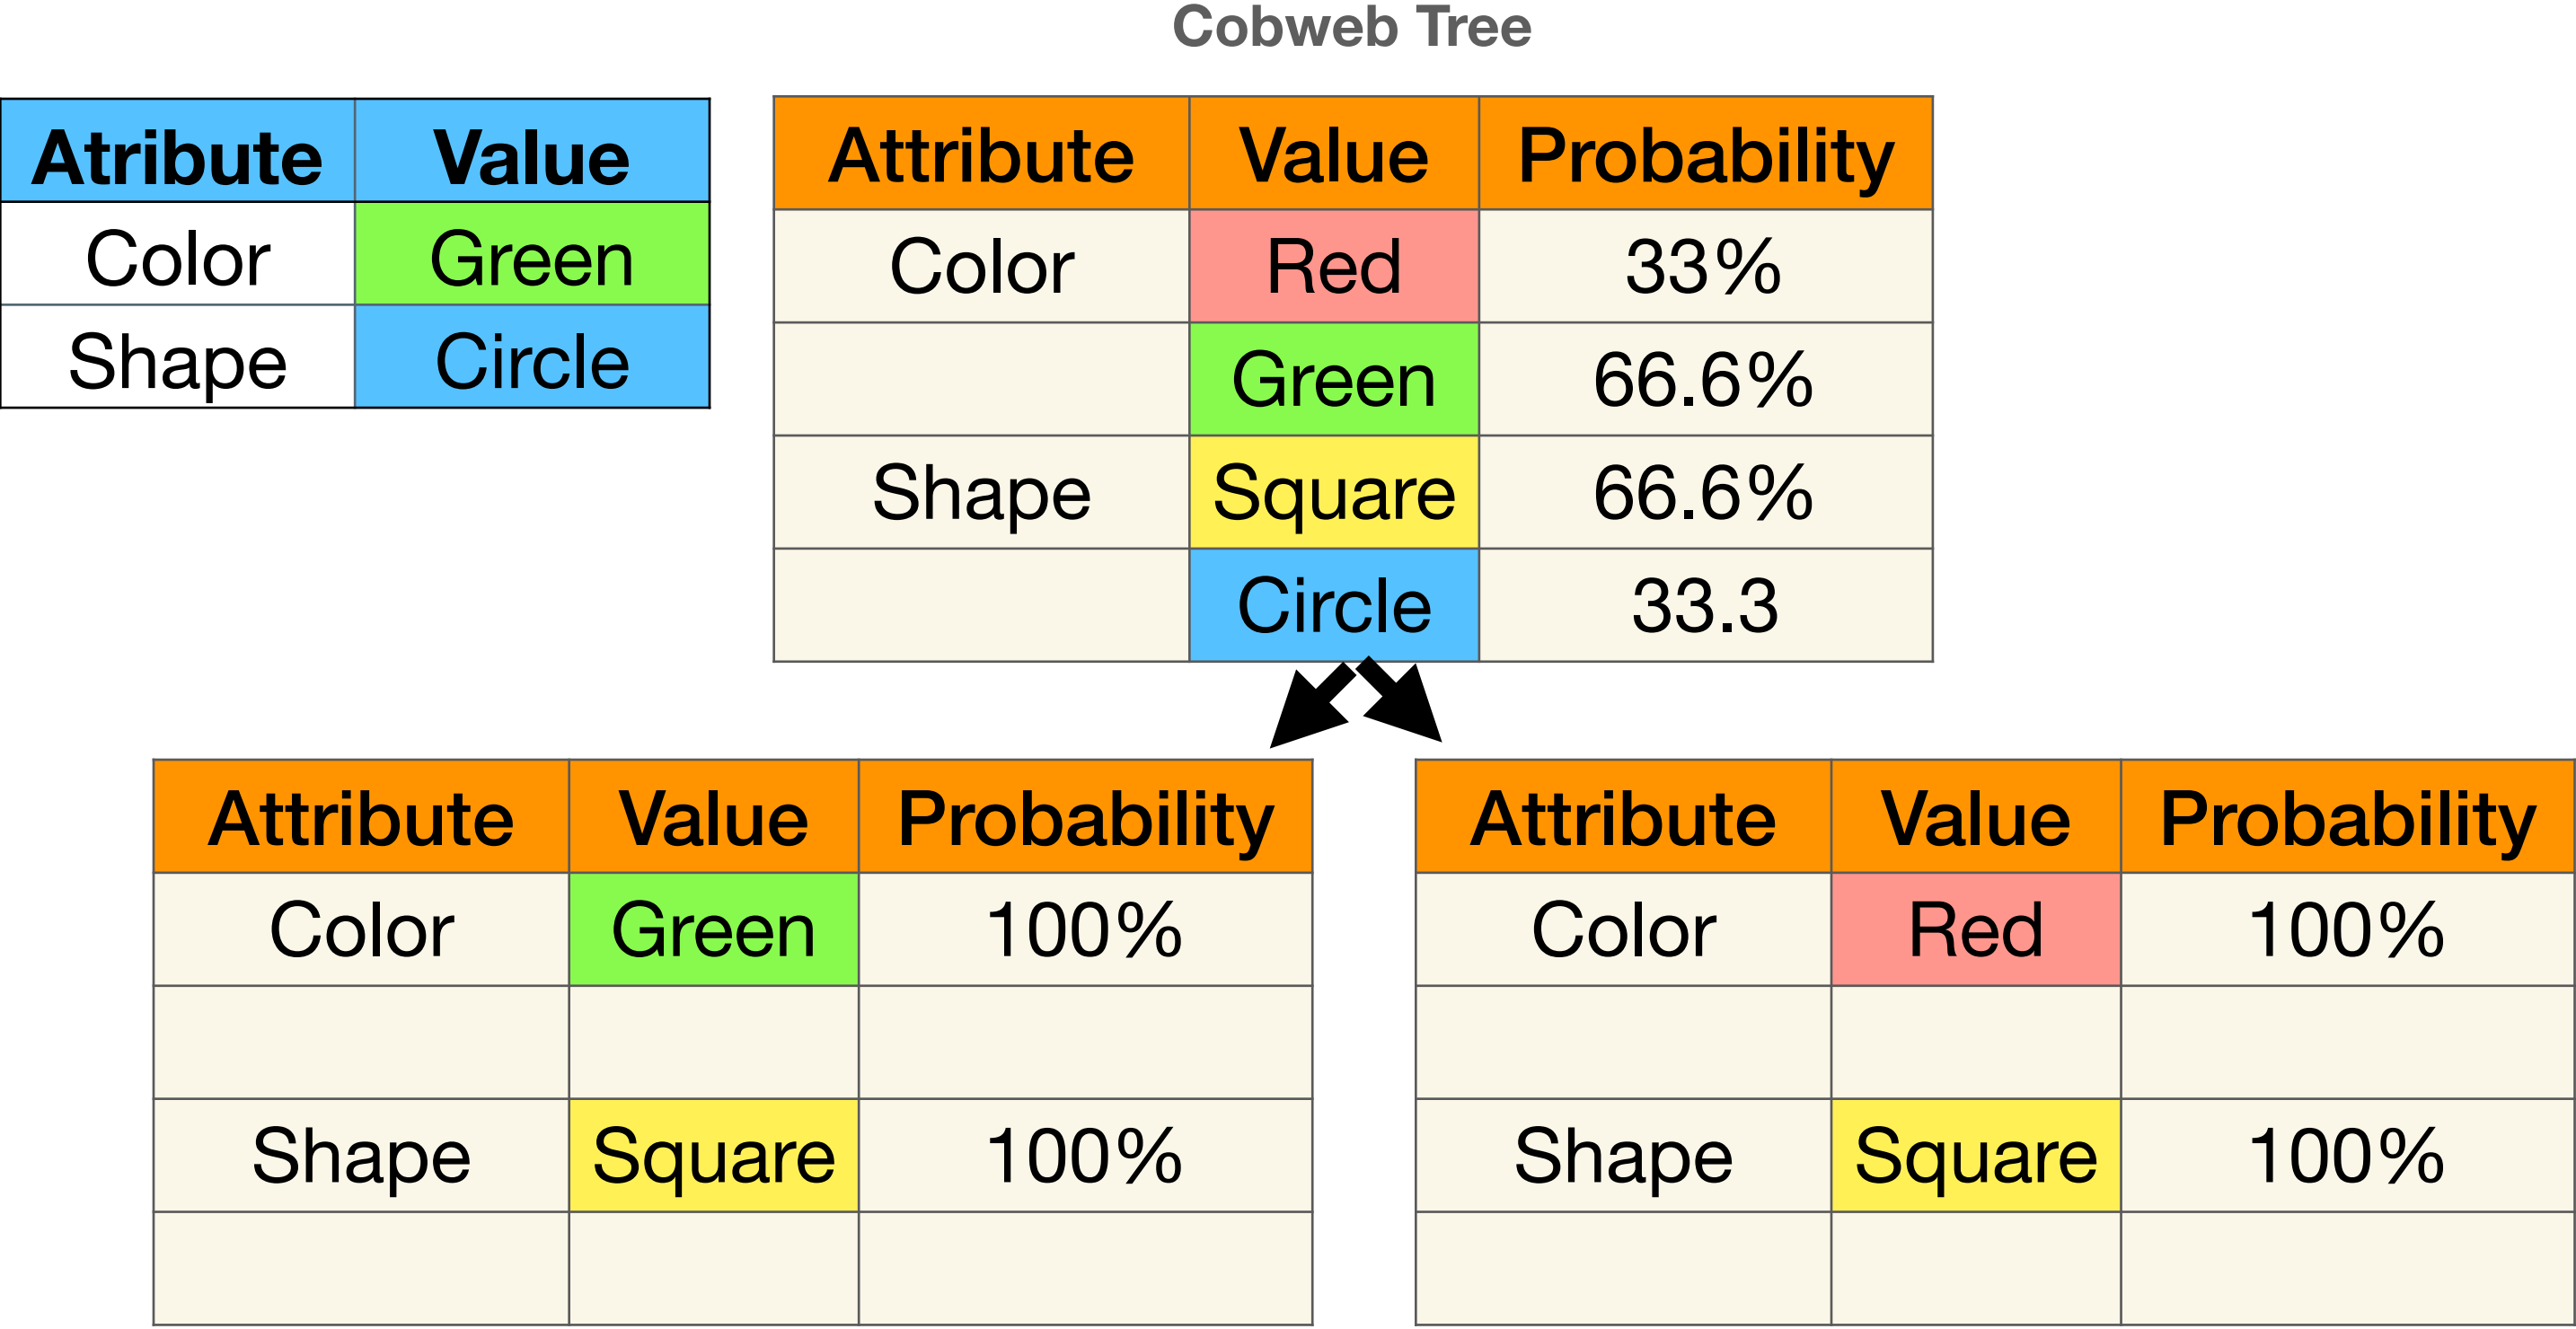 Cobweb Tree
Atribute Value
Color Green
Shape Circle
Attribute Value Probability
Color Red 33%
Green 66.6%
Shape Square 66.6%
Circle 33.3
Attribute Value Probability
Color Green 100%
Shape Square 100%
Attribute Value Probability
Color Red 100%
Shape Square 100%